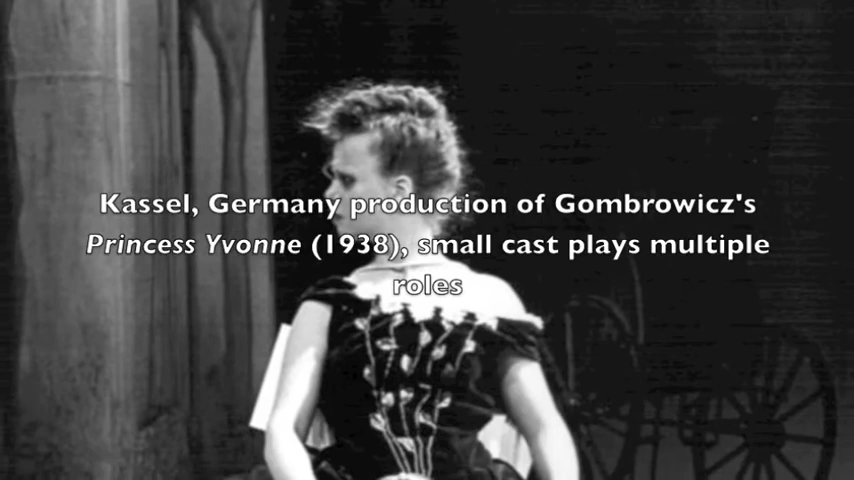 Kassel, Germany production of Gombrowicz's
Princess Yvonne (1938), small cast plays multiple
roles